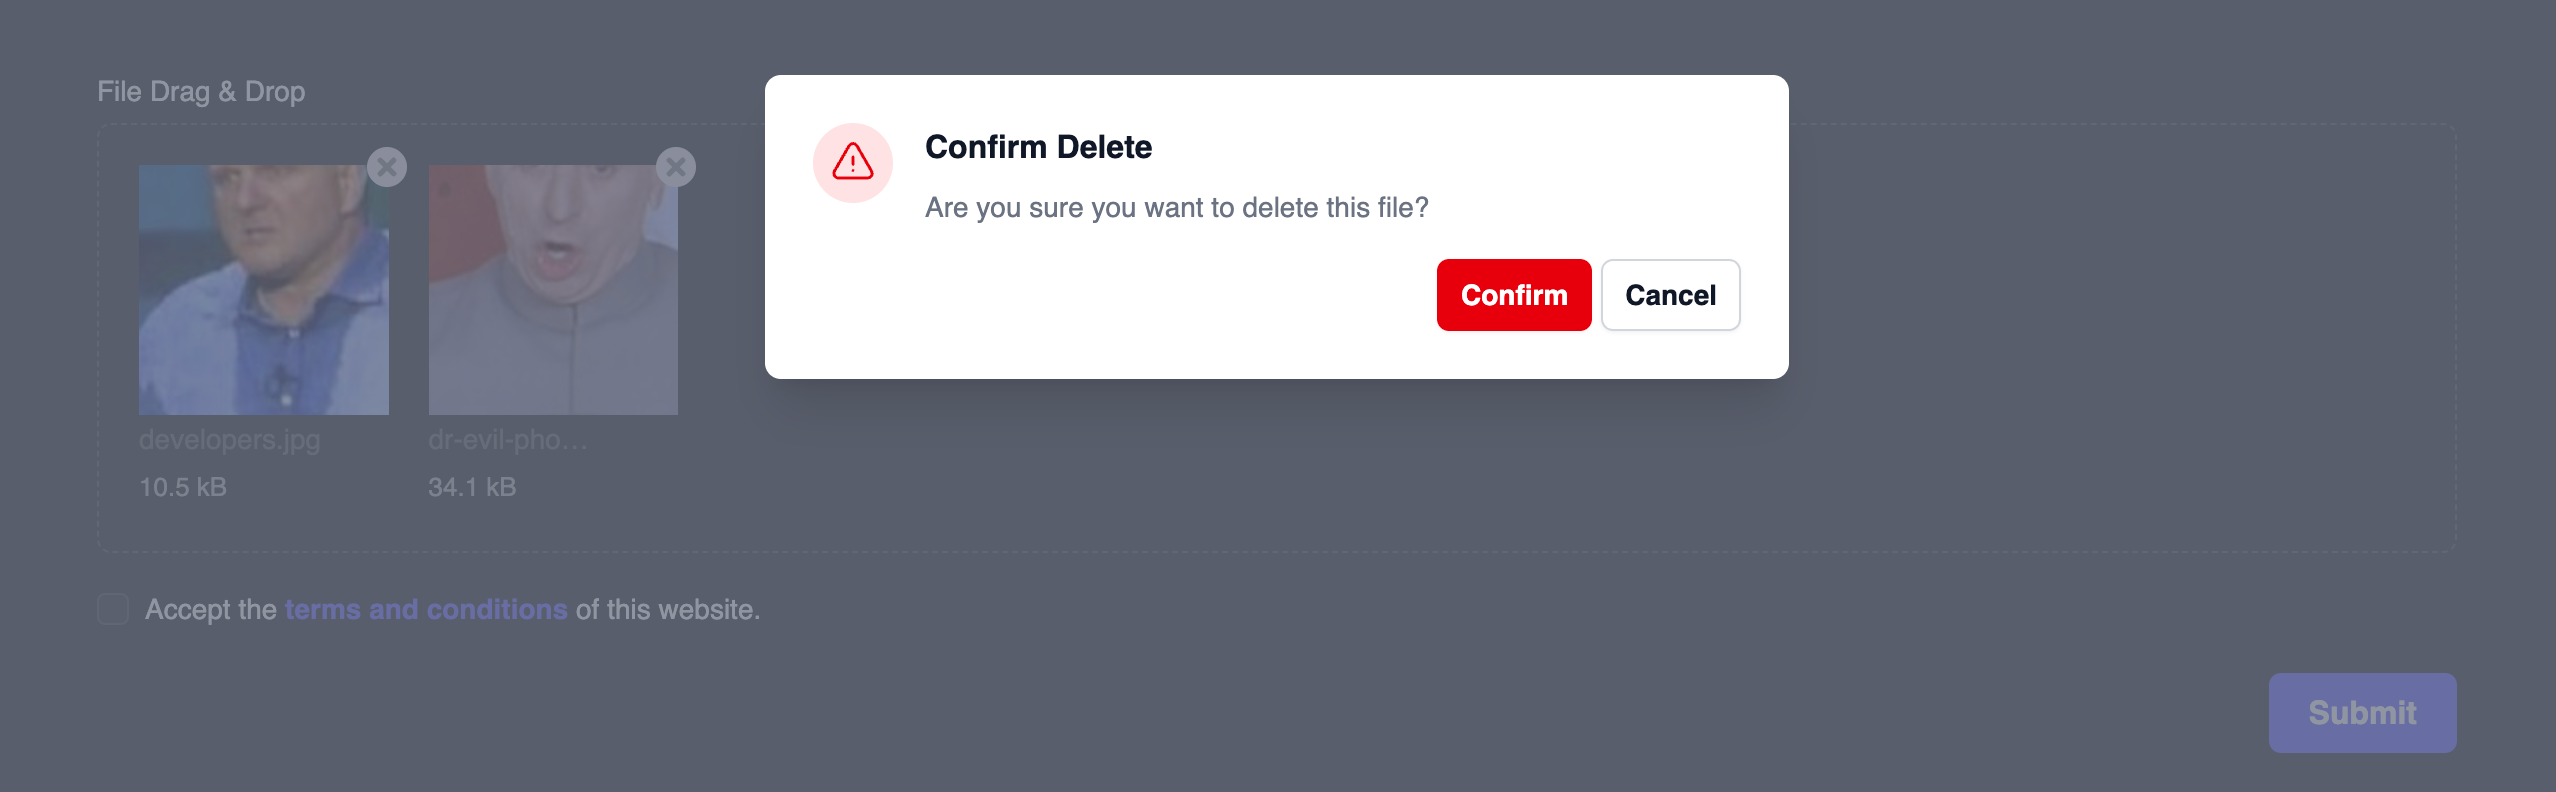 File Drag & Drop
Confirm Delete
Are you sure you want to delete this file?
Confirm
Cancel
developers.jpg
dr-evil-pho...
10.5 kB
34.1 kB
Accept the terms and conditions of this website.
Submit